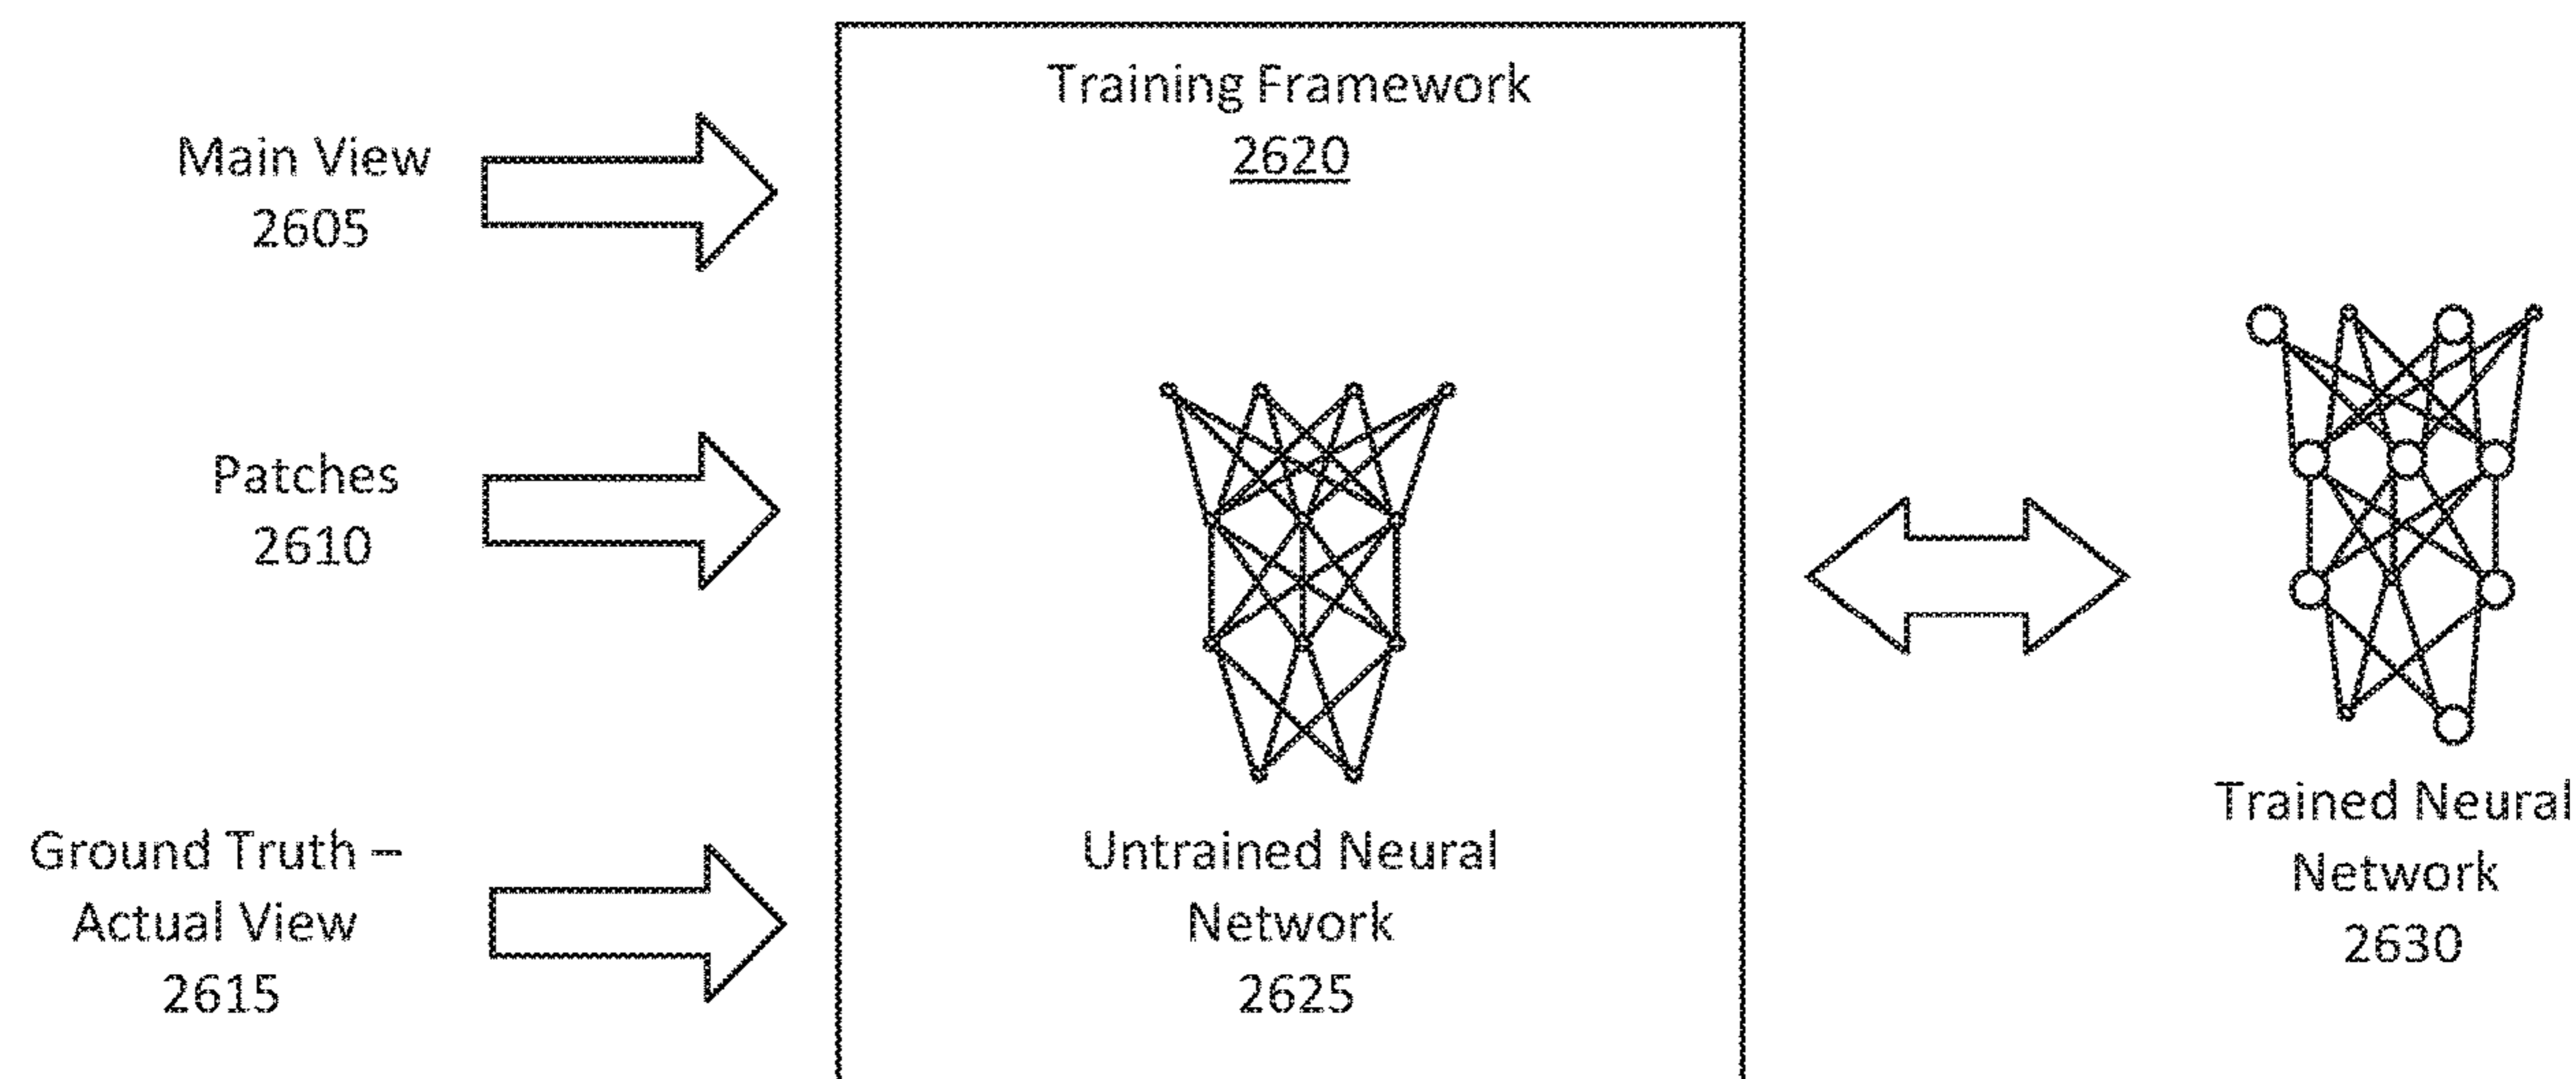 Main View
2605
Patches
2610
Ground Truth –
Actual View
2615
Training Framework
2620
Untrained Neural
Network
2625
Trained Neural
Network
2630